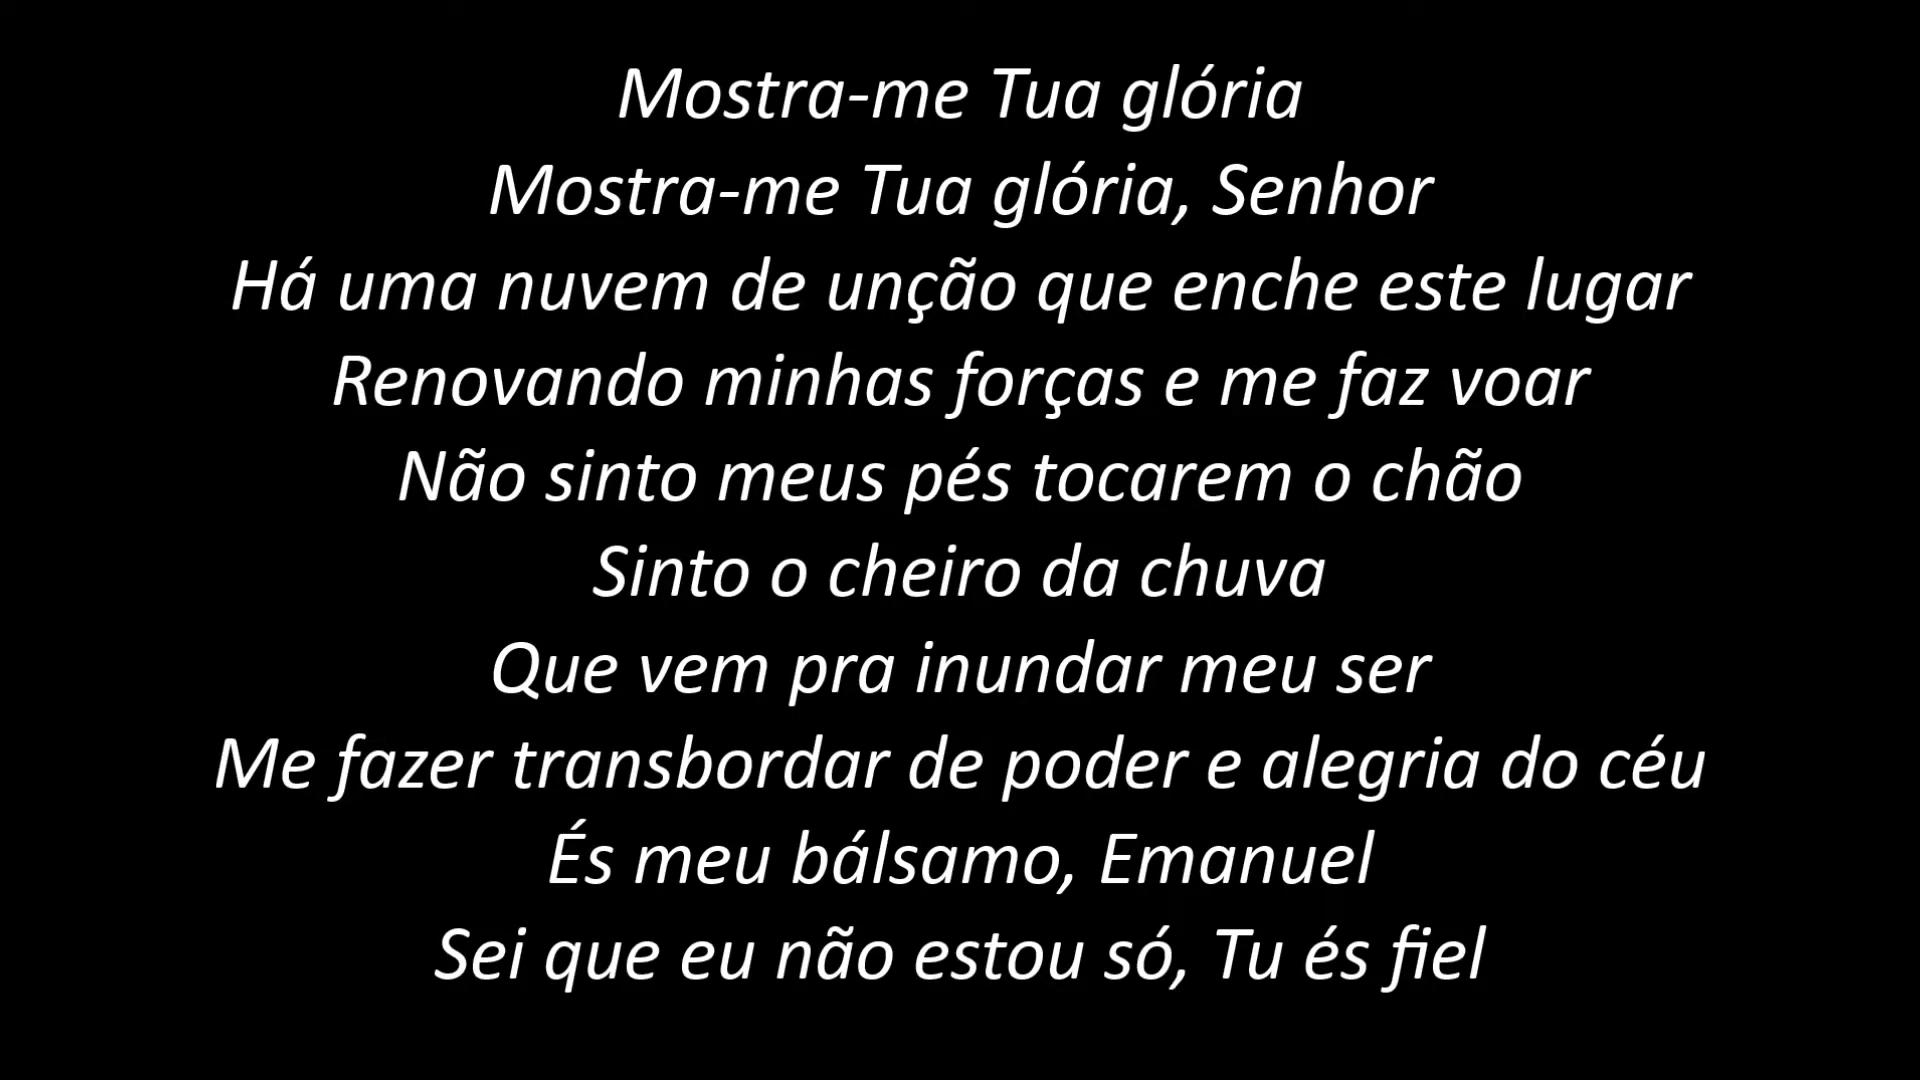 Mostra-me Tua glória
Mostra-me Tua glória, Senhor
Há uma nuvem de unção que enche este lugar
Renovando minhas forças e me faz voar
Não sinto meus pés tocarem o chão
Sinto o cheiro da chuva
Que vem pra inundar meu ser
Me fazer transbordar de poder e alegria do céu
És meu bálsamo, Emanuel
Sei que eu não estou só, Tu és fiel